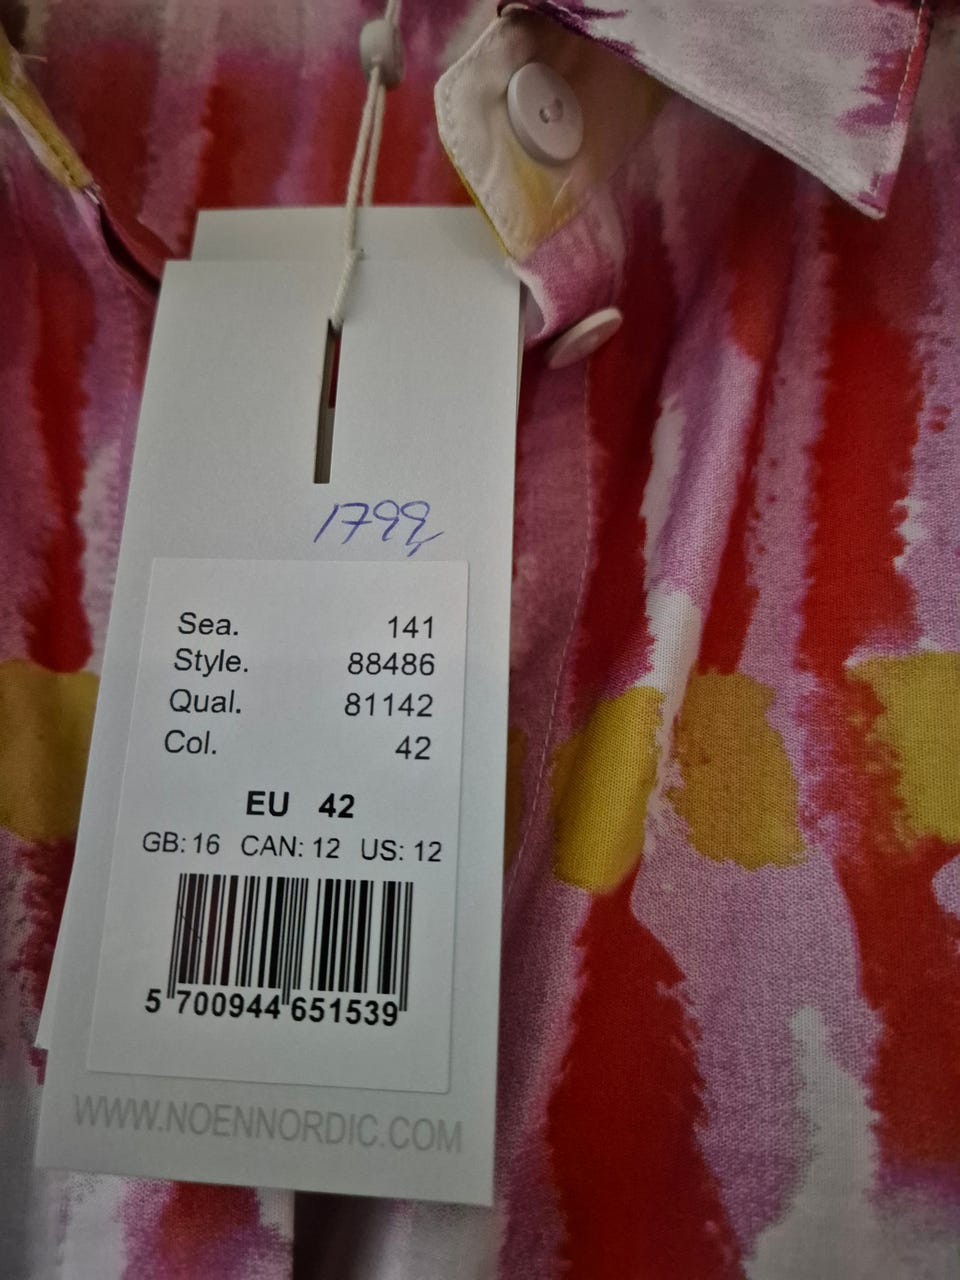 1799,
Sea. 141
Style. 88486
Qual. 81142
Col. 42
EU 42
GB: 16 CAN: 12 US: 12
5 700944 651539
WWW.NOENNORDIC.COM